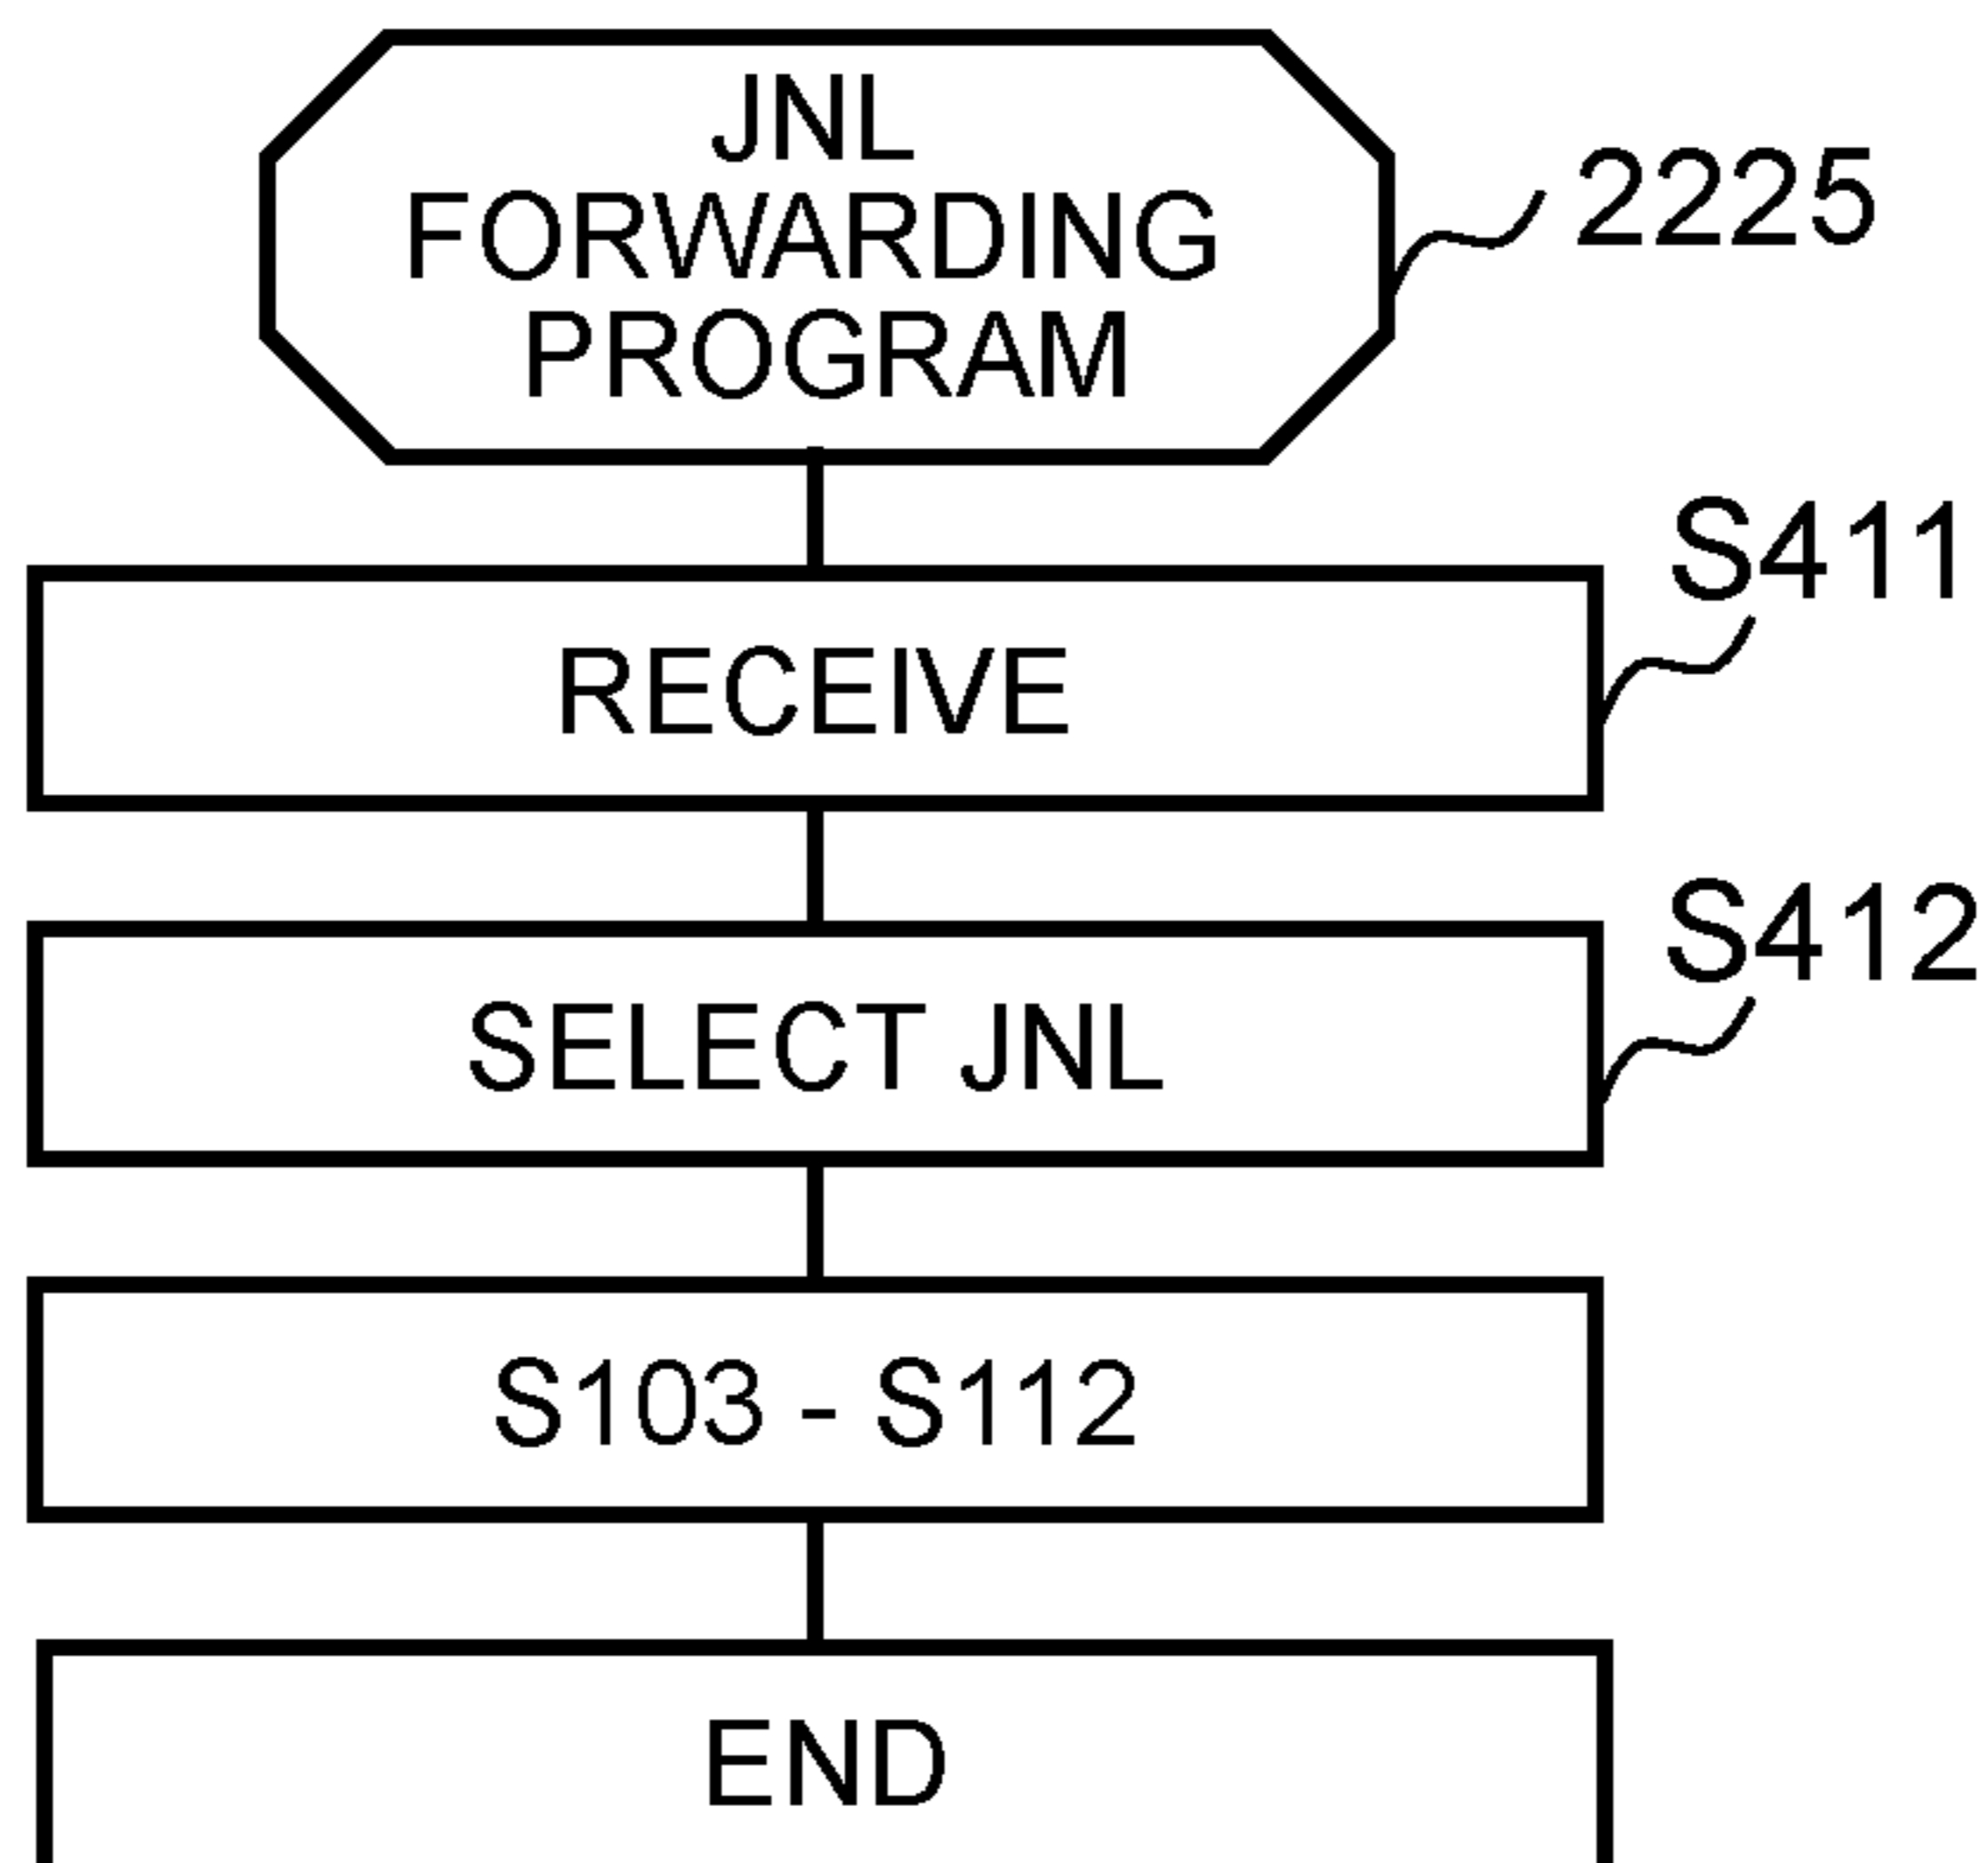 JNL
FORWARDING
PROGRAM
2225
S411
RECEIVE
S412
SELECT JNL
S103 - S112
END